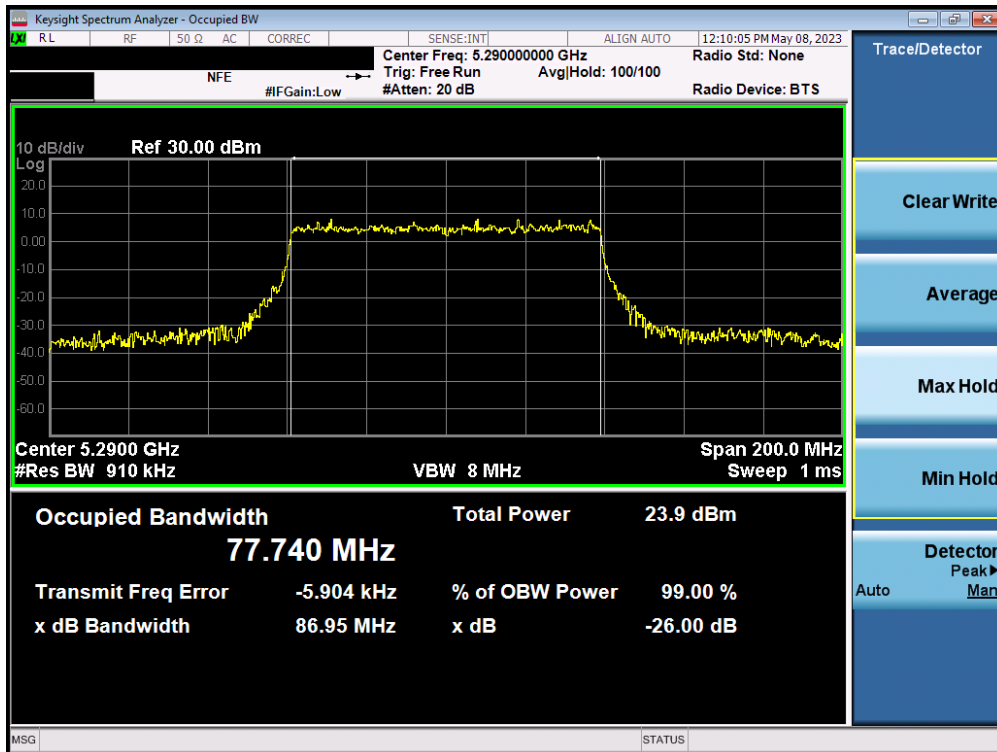 Keysight Spectrum Analyzer - Occupied BW
LXI RL RF 50 Ω AC CORREC SENSE:INT ALIGN AUTO 12:10:05 PM May 08, 2023
Center Freq: 5.290000000 GHz Radio Std: None
NFE Trig: Free Run Avg|Hold: 100/100
#IFGain:Low #Atten: 20 dB Radio Device: BTS
Trace/Detector
10 dB/div Ref 30.00 dBm
Log
20.0
10.0
0.00
-10.0
-20.0
-30.0
-40.0
-50.0
-60.0
Center 5.2900 GHz Span 200.0 MHz
#Res BW 910 kHz VBW 8 MHz Sweep 1 ms
Occupied Bandwidth Total Power 23.9 dBm
77.740 MHz
Transmit Freq Error -5.904 kHz % of OBW Power 99.00 %
x dB Bandwidth 86.95 MHz x dB -26.00 dB
Clear Write
Average
Max Hold
Min Hold
Detector
Peak▶
Auto Man
MSG STATUS